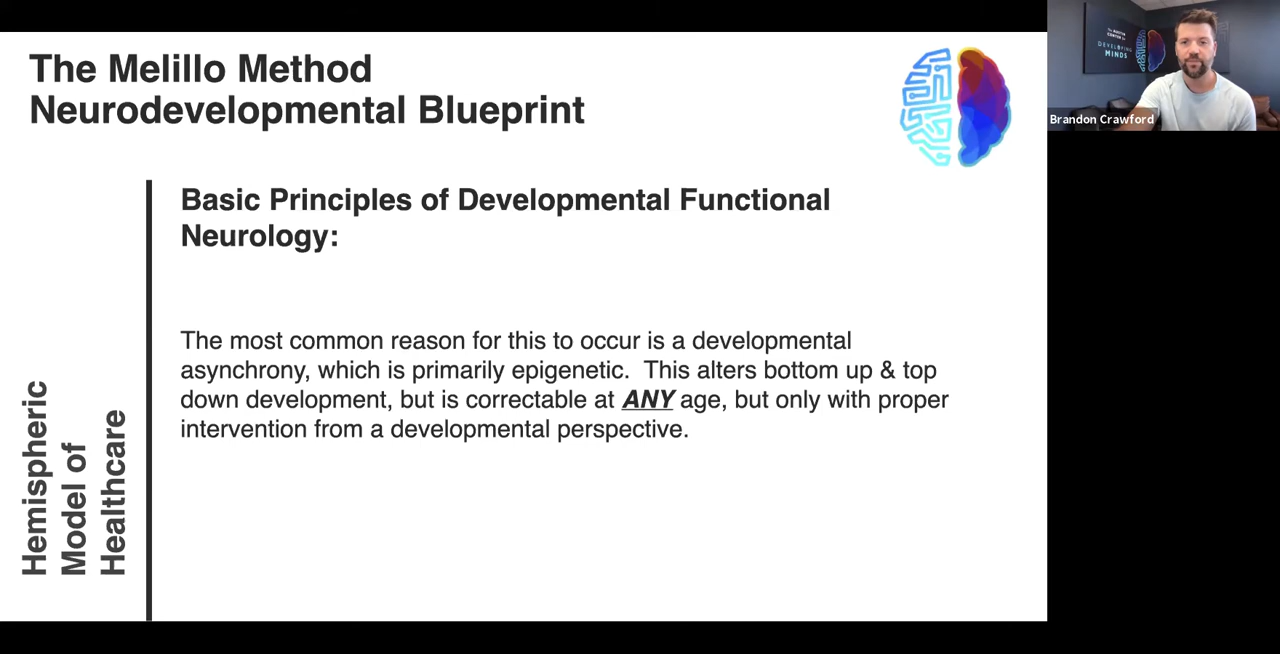 The Melillo Method
Neurodevelopmental Blueprint
Basic Principles of Developmental Functional
Neurology:
The most common reason for this to occur is a developmental
asynchrony, which is primarily epigenetic.  This alters bottom up & top
down development, but is correctable at ANY age, but only with proper
intervention from a developmental perspective.
Hemispheric
Model of
Healthcare
DEVELOPING
MINDS
Brandon Crawford